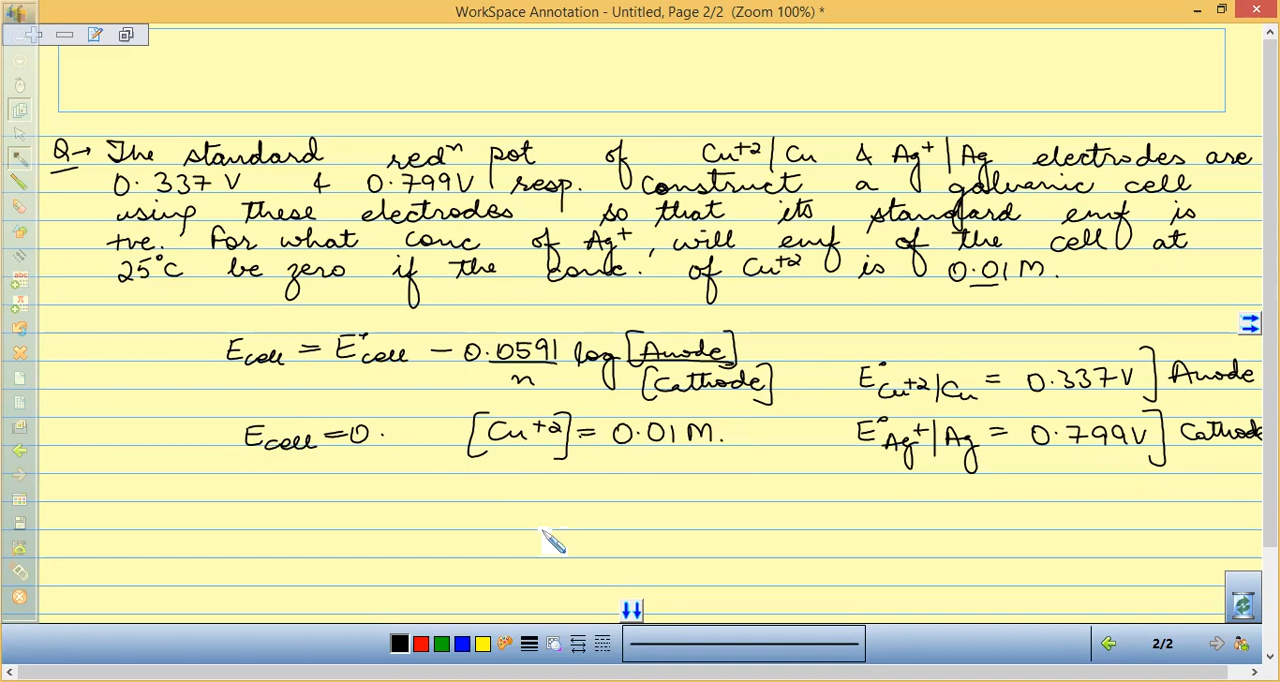 WorkSpace Annotation - Untitled, Page 2/2 (Zoom 100%) *
Q→ The standard redⁿ pot of Cu⁺²|Cu & Ag⁺|Ag electrodes are
0.337 V & 0.799V resp. Construct a galvanic cell
using these electrodes so that its standard emf is
+ve. For what conc of Ag⁺, will emf of the cell at
25°C be zero if the conc. of Cu⁺² is 0.01 M.
Ecell = E°cell – 0.0591/n log [Anode]/[Cathode]
E°Cu⁺²|Cu = 0.337V ] Anode
Ecell = 0. [Cu⁺²] = 0.01 M.
E°Ag⁺|Ag = 0.799V ] Cathode
2/2